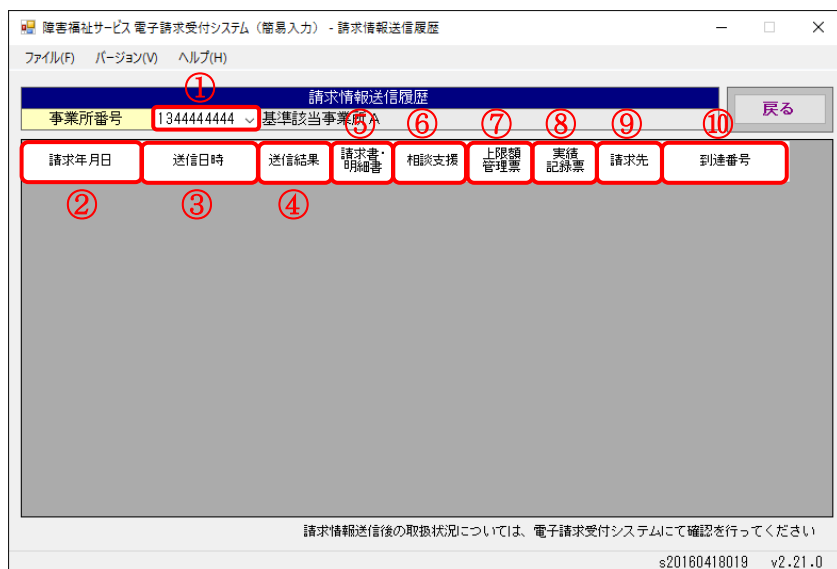 障害福祉サービス 電子請求受付システム（簡易入力） - 請求情報送信履歴
ファイル(F) バージョン(V) ヘルプ(H)
①
請求情報送信履歴
戻る
事業所番号 1344444444 基準該当事業所A
⑤ ⑥ ⑦ ⑧ ⑨ ⑩
請求年月日 送信日時 送信結果 請求書・明細書 相談支援 上限額管理票 実績記録票 請求先 到達番号
② ③ ④
請求情報送信後の取扱状況については、電子請求受付システムにて確認を行ってください
s20160418019 v2.21.0